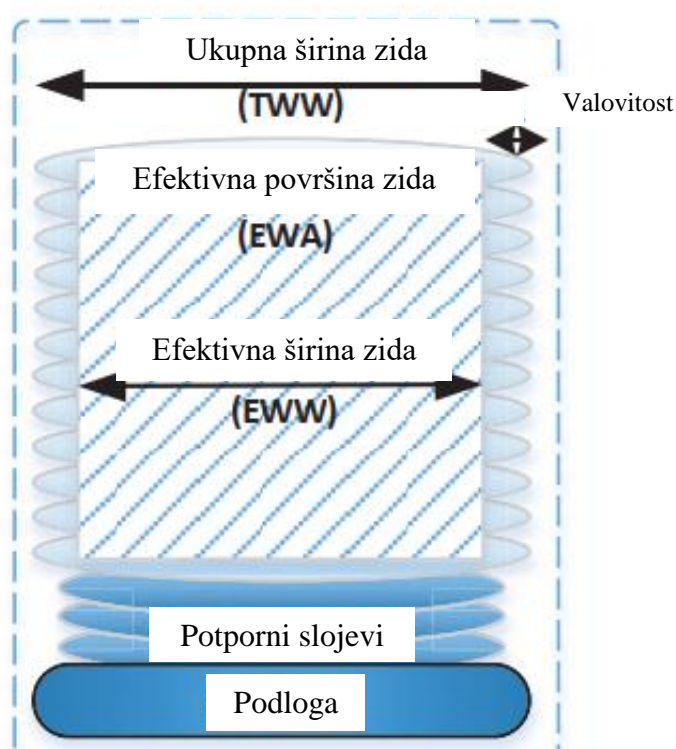 Ukupna širina zida
(TWW)
Valovitost
Efektivna površina zida
(EWA)
Efektivna širina zida
(EWW)
Potporni slojevi
Podloga